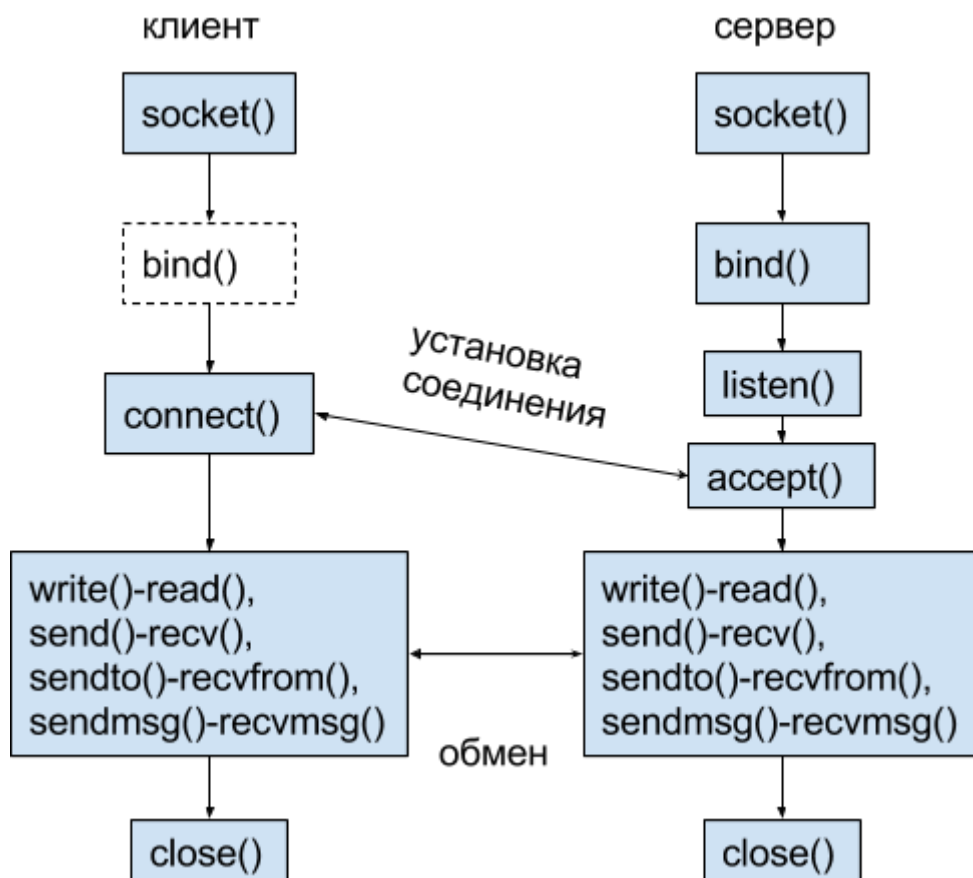 клиент
сервер
socket()
socket()
bind()
bind()
установка
соединения
listen()
connect()
accept()
write()-read(),
send()-recv(),
sendto()-recvfrom(),
sendmsg()-recvmsg()
write()-read(),
send()-recv(),
sendto()-recvfrom(),
sendmsg()-recvmsg()
обмен
close()
close()